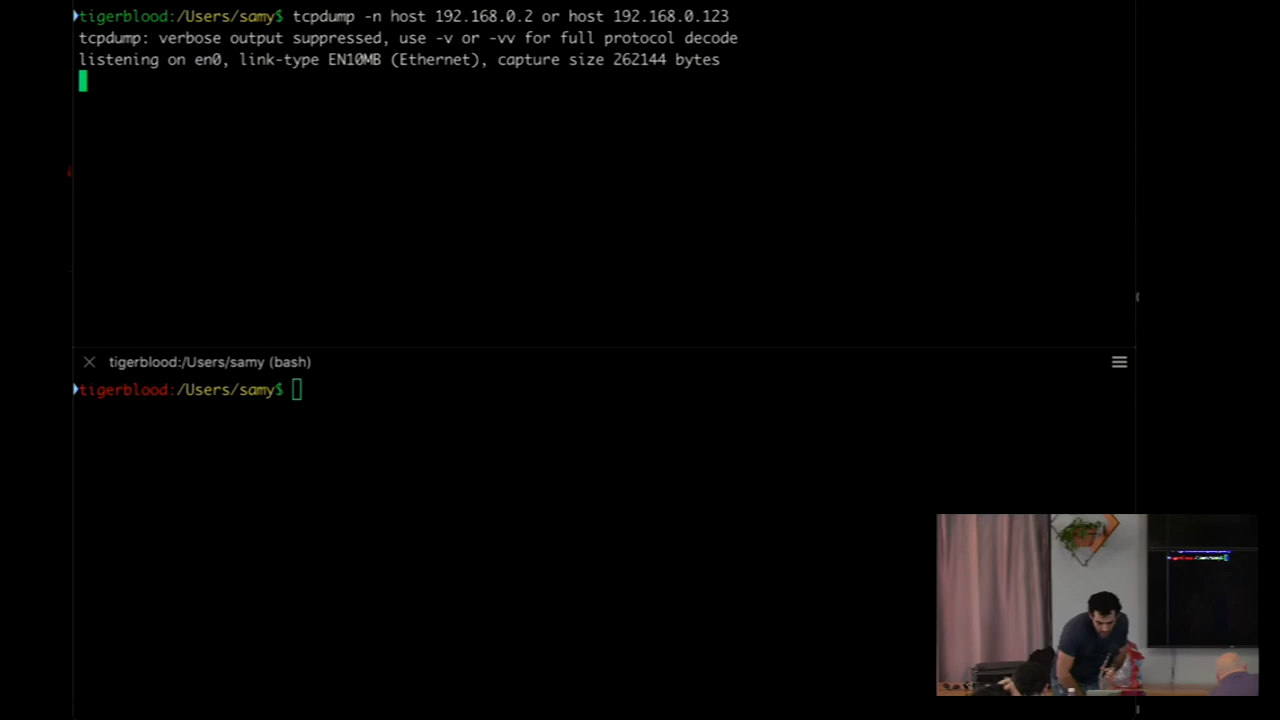 tigerblood:/Users/samy$ tcpdump -n host 192.168.0.2 or host 192.168.0.123
tcpdump: verbose output suppressed, use -v or -vv for full protocol decode
listening on en0, link-type EN10MB (Ethernet), capture size 262144 bytes
tigerblood:/Users/samy (bash)
tigerblood:/Users/samy$